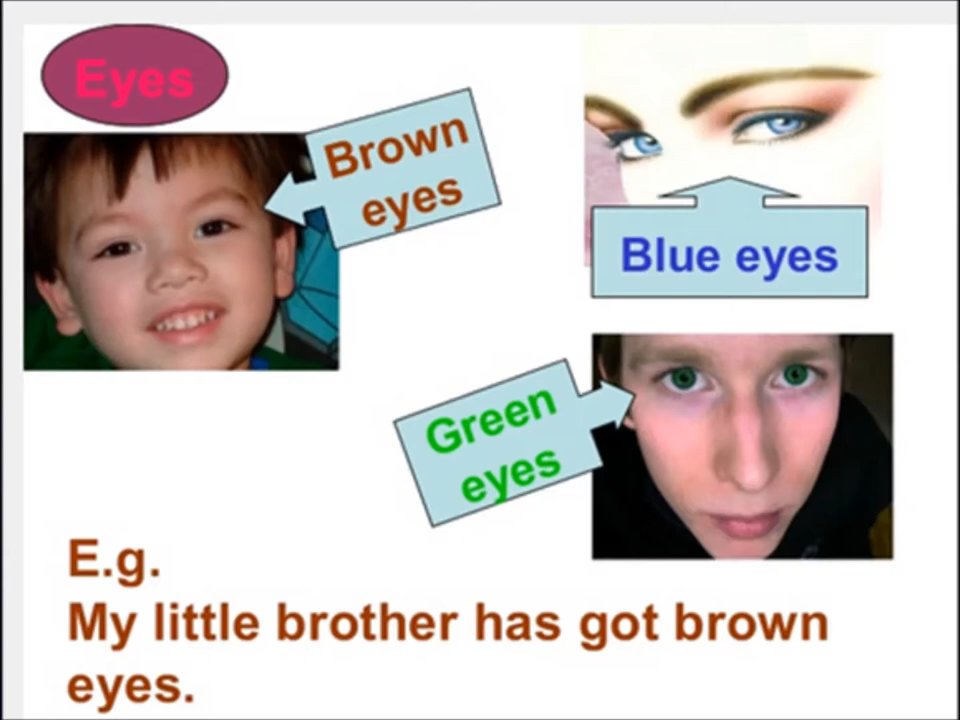 Eyes
Brown
eyes
Blue eyes
Green
eyes
E.g.
My little brother has got brown
eyes.